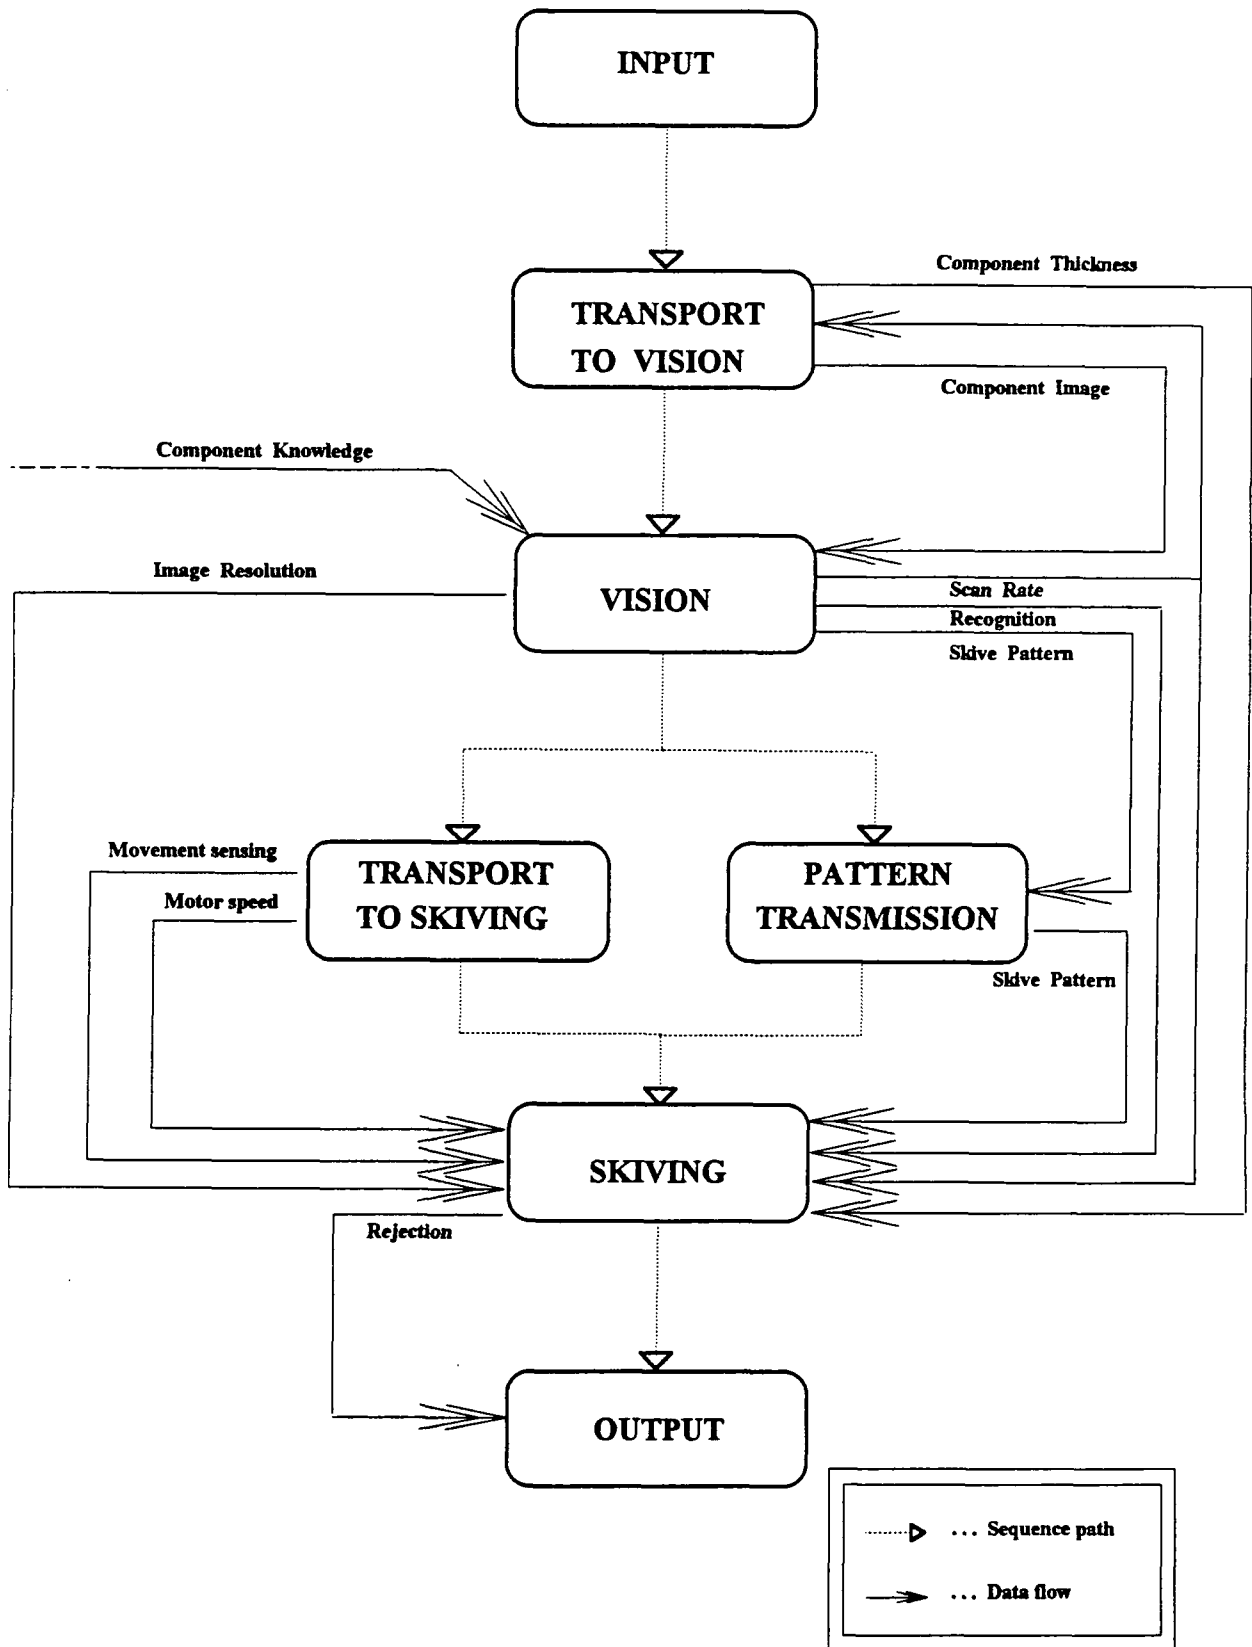 INPUT
Component Thickness
TRANSPORT
TO VISION
Component Image
Component Knowledge
Image Resolution
VISION
Scan Rate
Recognition
Skive Pattern
Movement sensing
Motor speed
TRANSPORT
TO SKIVING
PATTERN
TRANSMISSION
Skive Pattern
SKIVING
Rejection
OUTPUT
... Sequence path
... Data flow